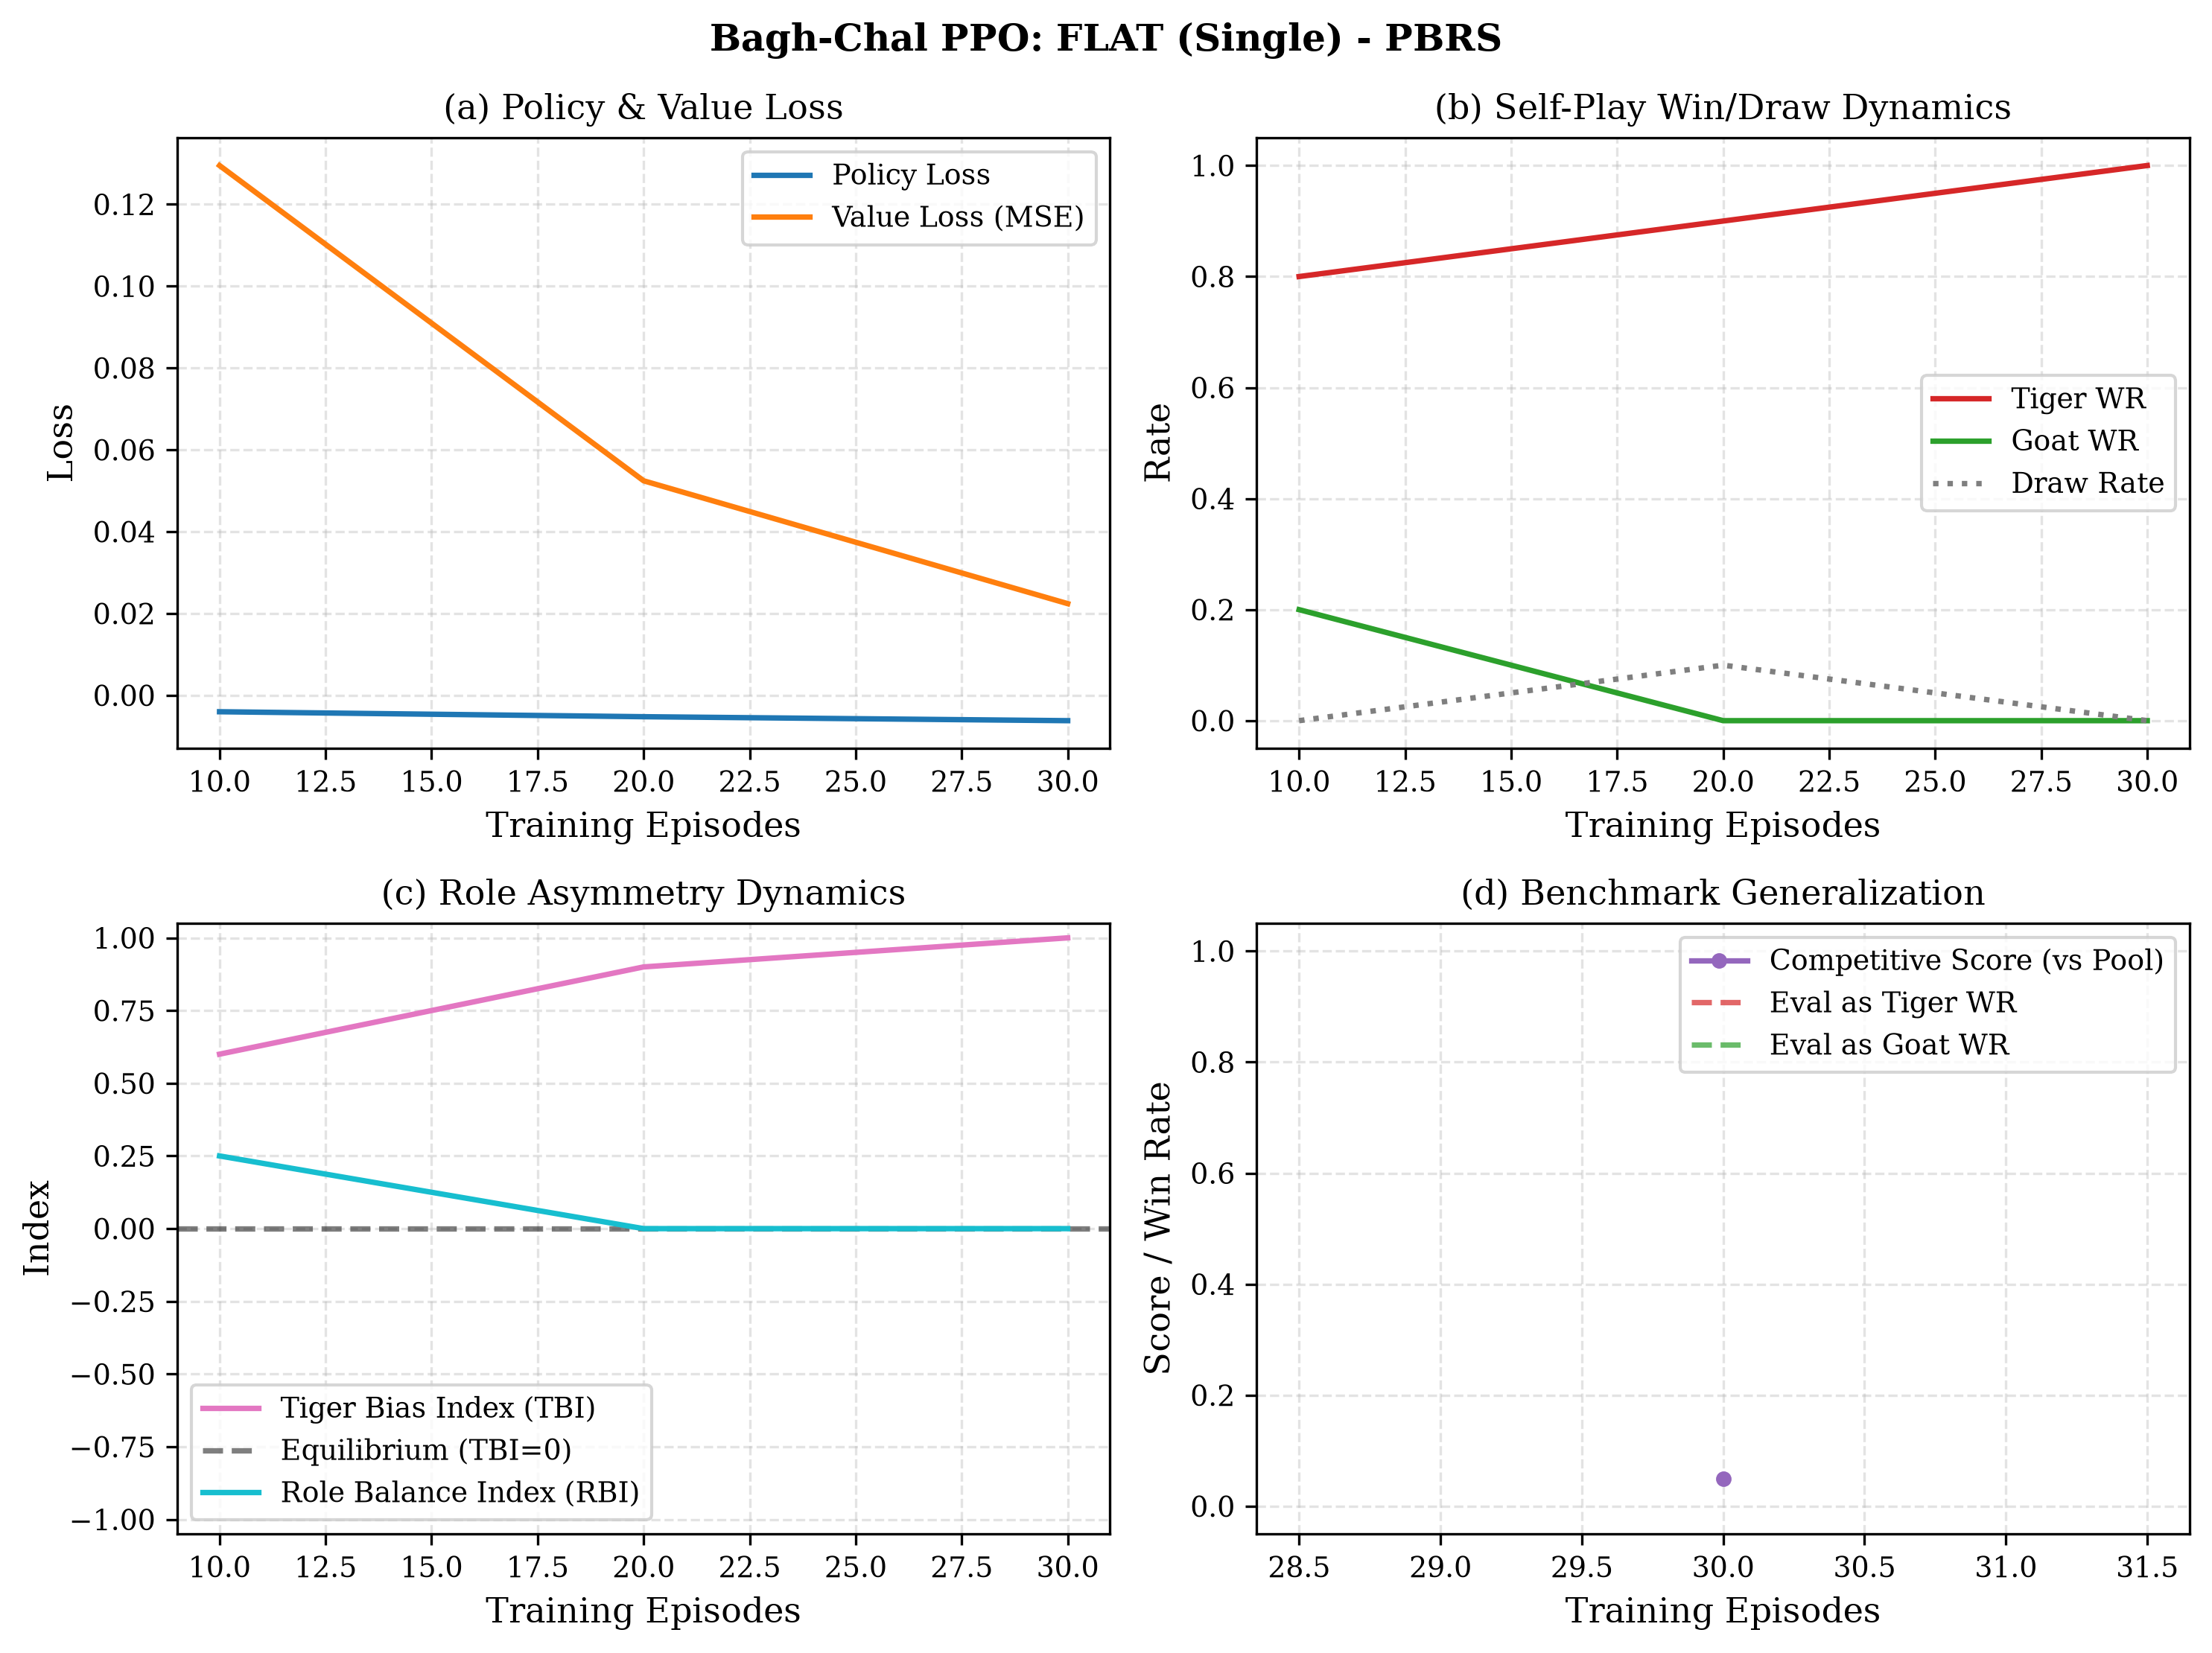 Bagh-Chal PPO: FLAT (Single) - PBRS
(a) Policy & Value Loss
Policy Loss
Value Loss (MSE)
0.12
0.10
0.08
0.06
0.04
0.02
0.00
Loss
10.0 12.5 15.0 17.5 20.0 22.5 25.0 27.5 30.0
Training Episodes
(b) Self-Play Win/Draw Dynamics
Tiger WR
Goat WR
Draw Rate
1.0
0.8
0.6
0.4
0.2
0.0
Rate
10.0 12.5 15.0 17.5 20.0 22.5 25.0 27.5 30.0
Training Episodes
(c) Role Asymmetry Dynamics
1.00
0.75
0.50
0.25
0.00
−0.25
−0.50
−0.75
−1.00
Index
Tiger Bias Index (TBI)
Equilibrium (TBI=0)
Role Balance Index (RBI)
10.0 12.5 15.0 17.5 20.0 22.5 25.0 27.5 30.0
Training Episodes
(d) Benchmark Generalization
Competitive Score (vs Pool)
Eval as Tiger WR
Eval as Goat WR
1.0
0.8
0.6
0.4
0.2
0.0
Score / Win Rate
28.5 29.0 29.5 30.0 30.5 31.0 31.5
Training Episodes